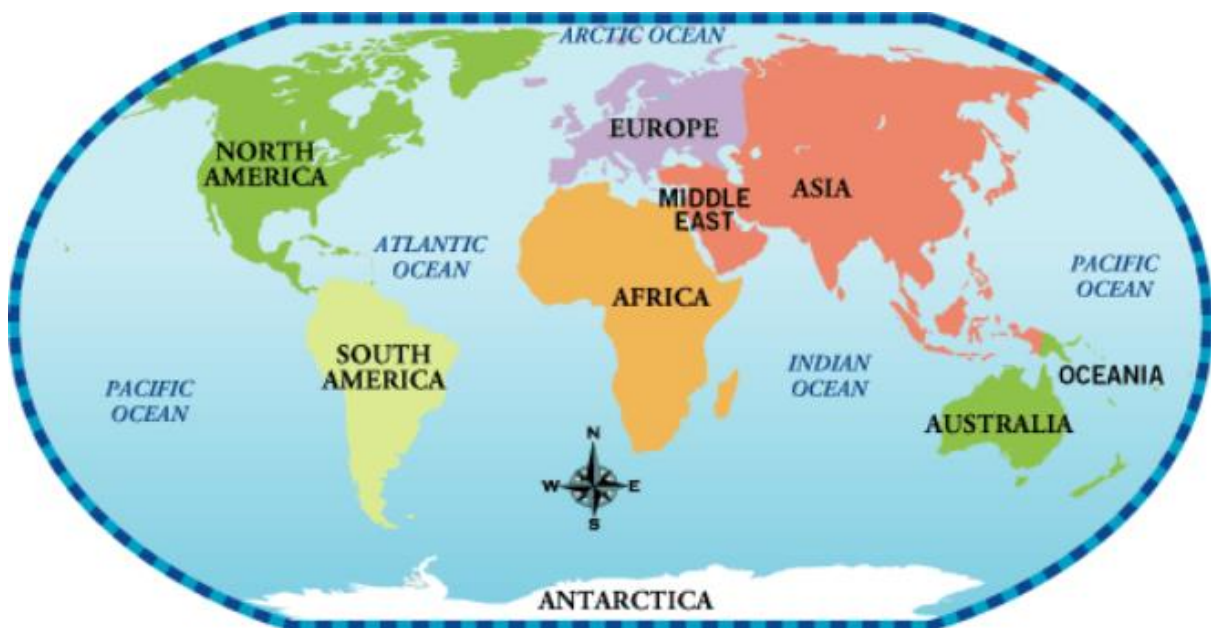 ARCTIC OCEAN
EUROPE
NORTH
AMERICA
ASIA
MIDDLE
EAST
ATLANTIC
OCEAN
PACIFIC
OCEAN
AFRICA
SOUTH
AMERICA
INDIAN
OCEAN
OCEANIA
PACIFIC
OCEAN
AUSTRALIA
N
W
E
S
ANTARCTICA